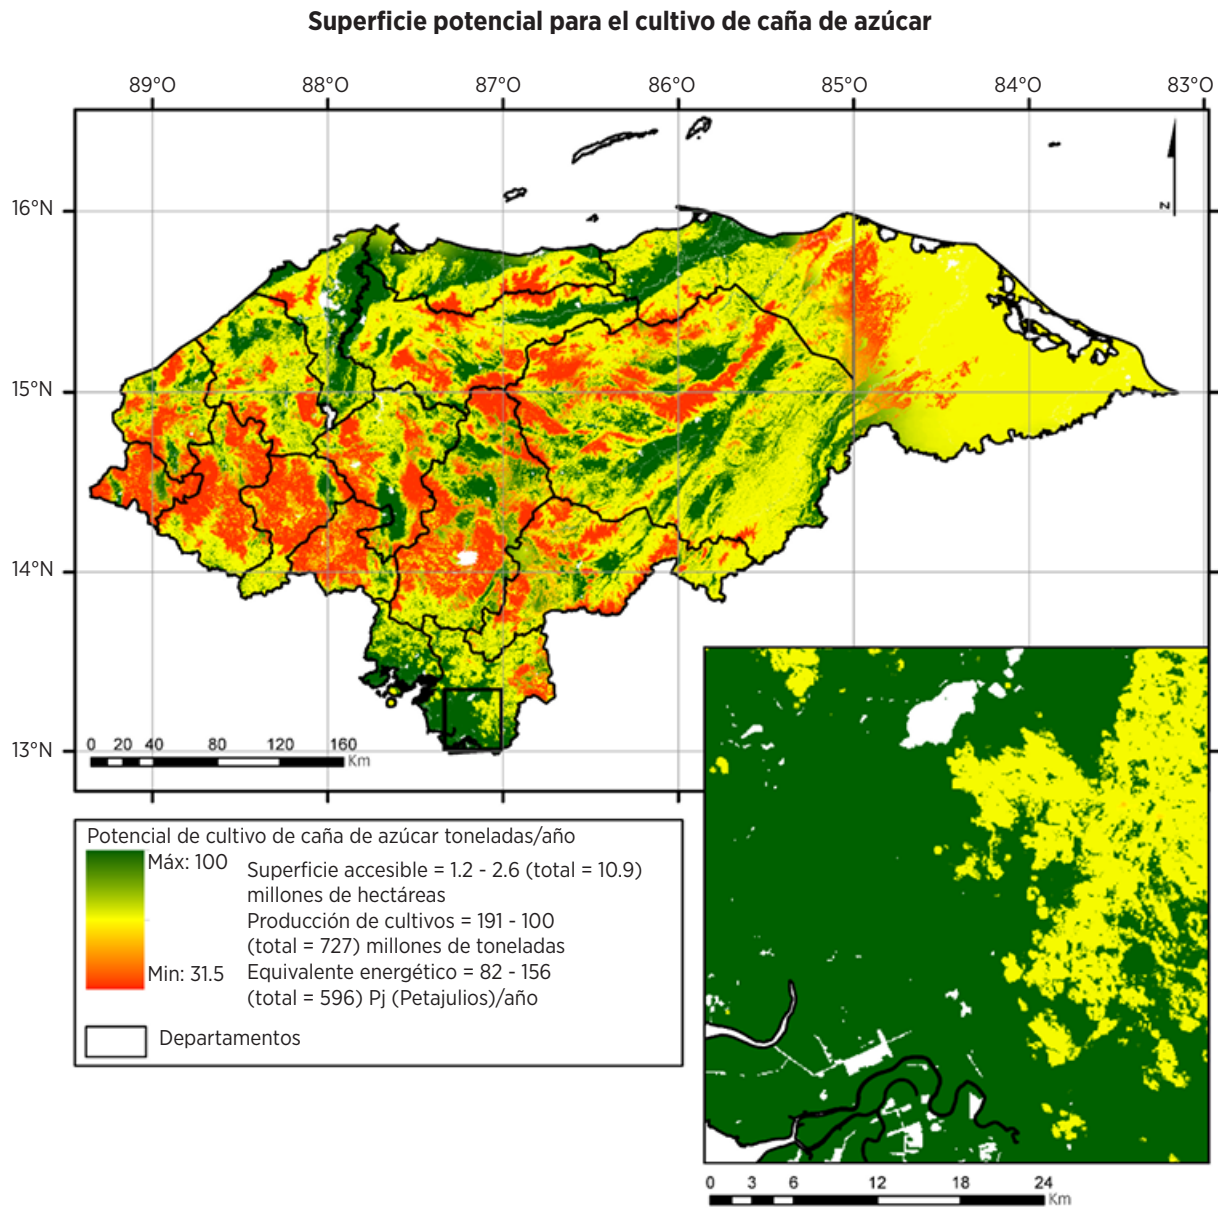 Superficie potencial para el cultivo de caña de azúcar
89°O 88°O 87°O 86°O 85°O 84°O 83°O
16°N
15°N
14°N
13°N
N
0 20 40 80 120 160
Km
Potencial de cultivo de caña de azúcar toneladas/año
Máx: 100
Min: 31.5
Superficie accesible = 1.2 - 2.6 (total = 10.9)
millones de hectáreas
Producción de cultivos = 191 - 100
(total = 727) millones de toneladas
Equivalente energético = 82 - 156
(total = 596) Pj (Petajulios)/año
Departamentos
0 3 6 12 18 24
Km